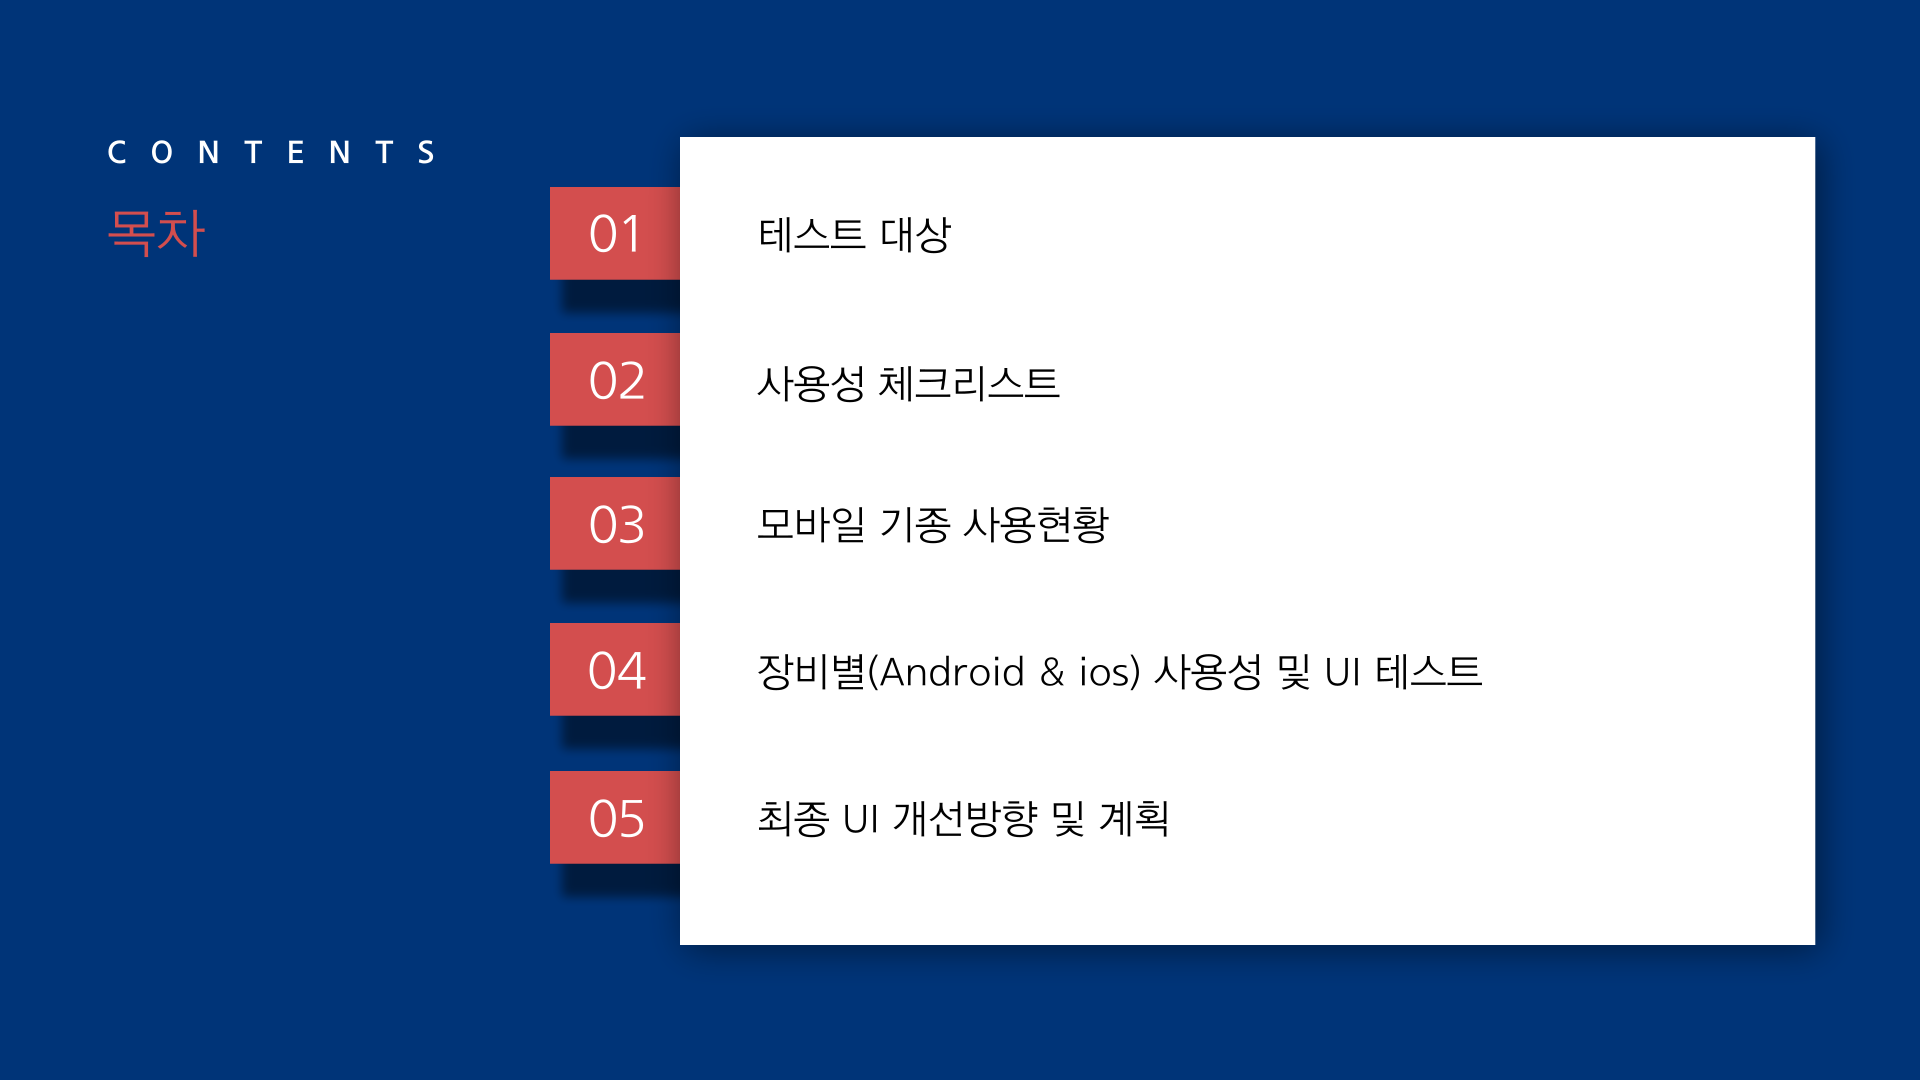 CONTENTS
목차
01 테스트 대상
02 사용성 체크리스트
03 모바일 기종 사용현황
04 장비별(Android & ios) 사용성 및 UI 테스트
05 최종 UI 개선방향 및 계획